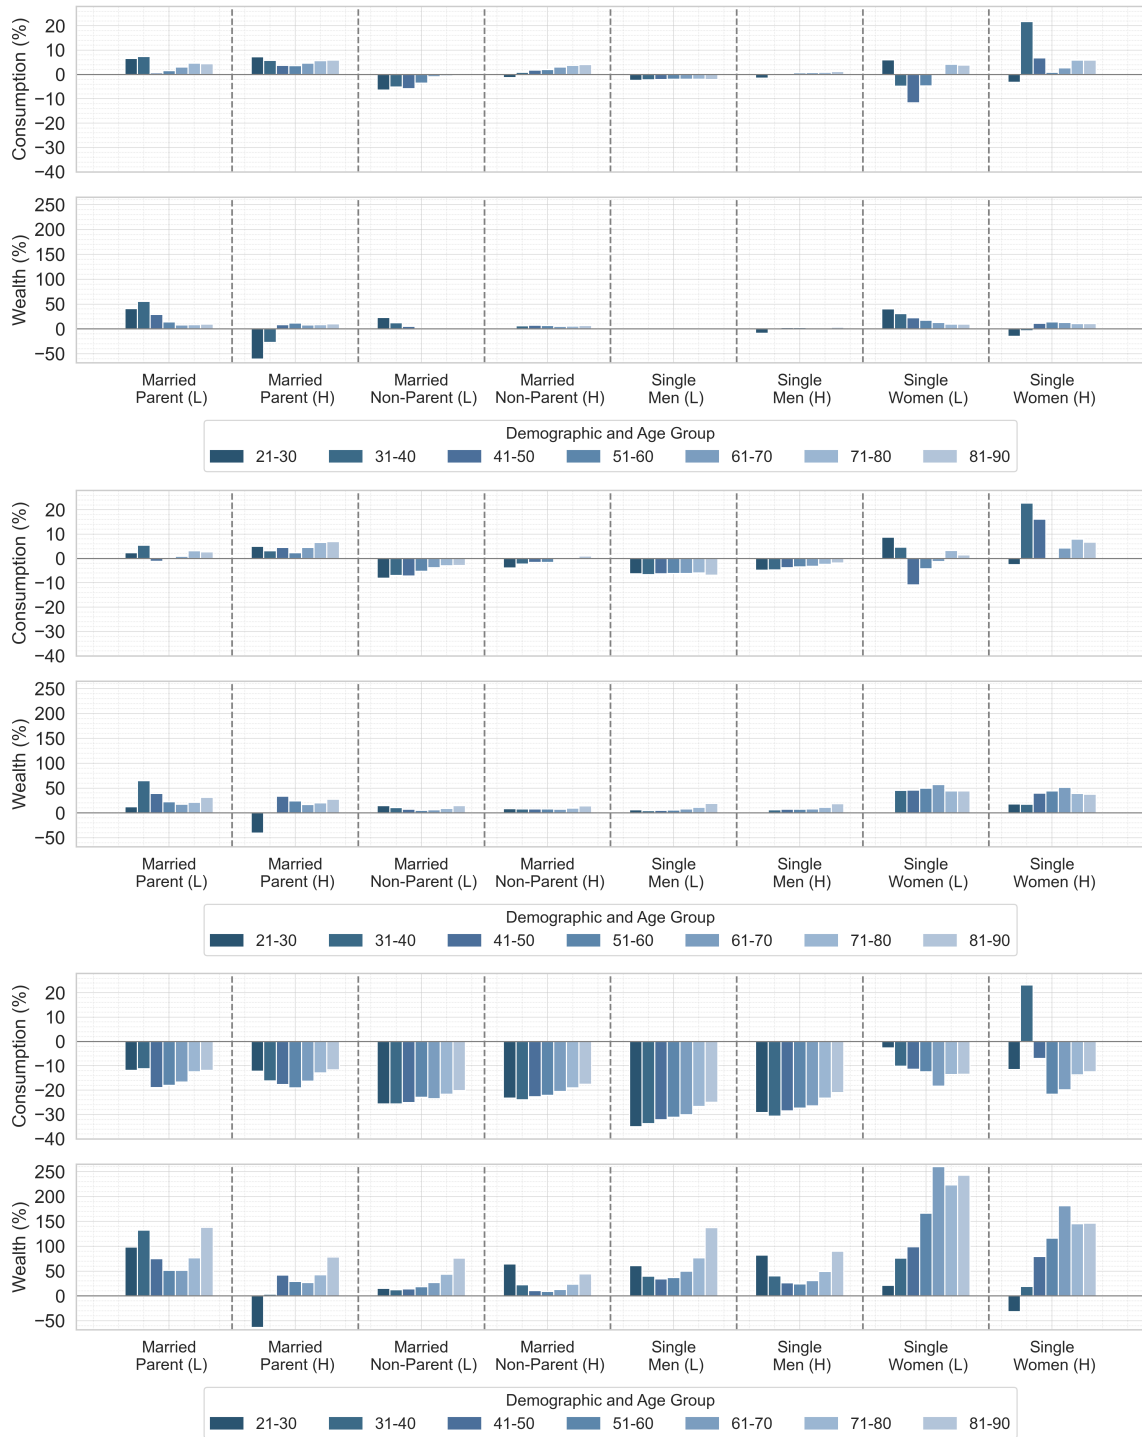 Consumption (%)
20
10
0
−10
−20
−30
−40
Wealth (%)
250
200
150
100
50
0
−50
Married Parent (L)
Married Parent (H)
Married Non-Parent (L)
Married Non-Parent (H)
Single Men (L)
Single Men (H)
Single Women (L)
Single Women (H)
Demographic and Age Group
21-30 31-40 41-50 51-60 61-70 71-80 81-90
Consumption (%)
20
10
0
−10
−20
−30
−40
Wealth (%)
250
200
150
100
50
0
−50
Married Parent (L)
Married Parent (H)
Married Non-Parent (L)
Married Non-Parent (H)
Single Men (L)
Single Men (H)
Single Women (L)
Single Women (H)
Demographic and Age Group
21-30 31-40 41-50 51-60 61-70 71-80 81-90
Consumption (%)
20
10
0
−10
−20
−30
−40
Wealth (%)
250
200
150
100
50
0
−50
Married Parent (L)
Married Parent (H)
Married Non-Parent (L)
Married Non-Parent (H)
Single Men (L)
Single Men (H)
Single Women (L)
Single Women (H)
Demographic and Age Group
21-30 31-40 41-50 51-60 61-70 71-80 81-90